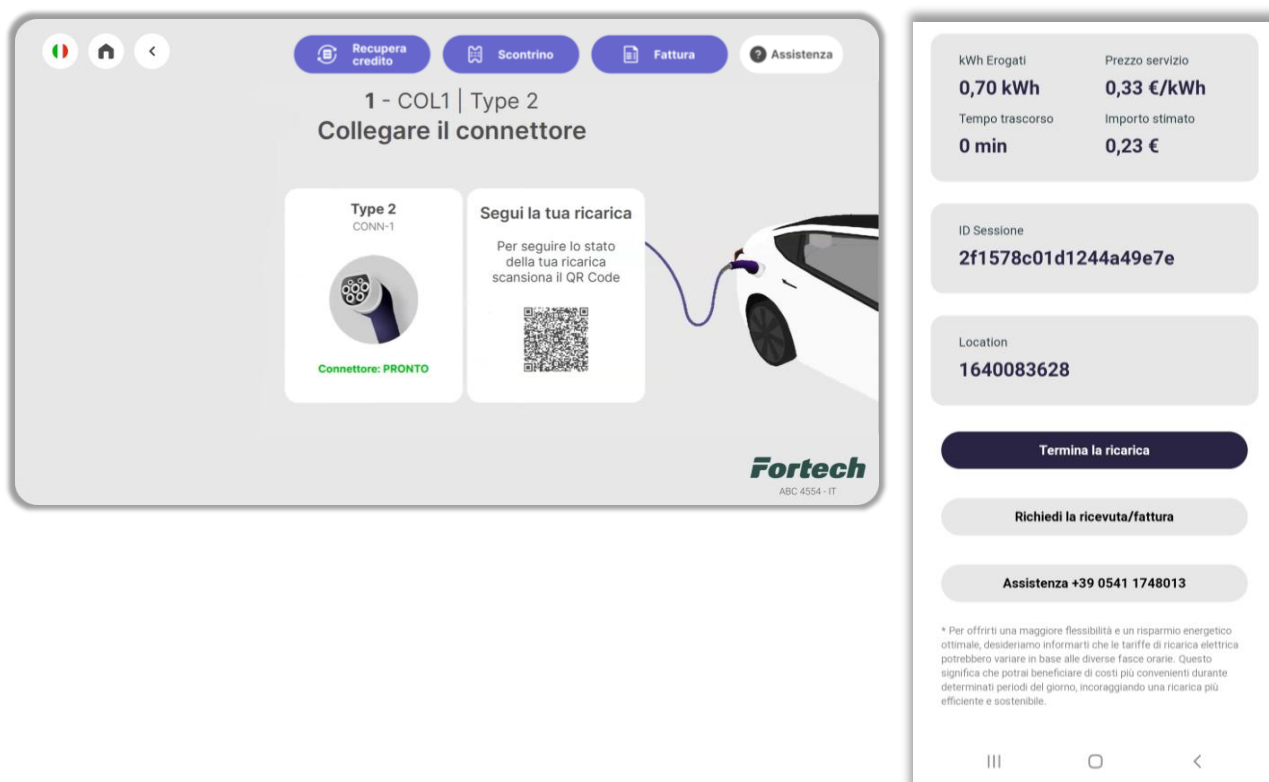 Recupera
credito
Scontrino
Fattura
? Assistenza
1 - COL1 | Type 2
Collegare il connettore
Type 2
CONN-1
Connettore: PRONTO
Segui la tua ricarica
Per seguire lo stato
della tua ricarica
scansiona il QR Code
Fortech
ABC 4554 - IT
kWh Erogati
Prezzo servizio
0,70 kWh
0,33 €/kWh
Tempo trascorso
Importo stimato
0 min
0,23 €
ID Sessione
2f1578c01d1244a49e7e
Location
1640083628
Termina la ricarica
Richiedi la ricevuta/fattura
Assistenza +39 0541 1748013
* Per offrirti una maggiore flessibilità e un risparmio energetico
ottimale, desideriamo informarti che le tariffe di ricarica elettrica
potrebbero variare in base alle diverse fasce orarie. Questo
significa che potrai beneficiare di costi più convenienti durante
determinati periodi del giorno, incoraggiando una ricarica più
efficiente e sostenibile.